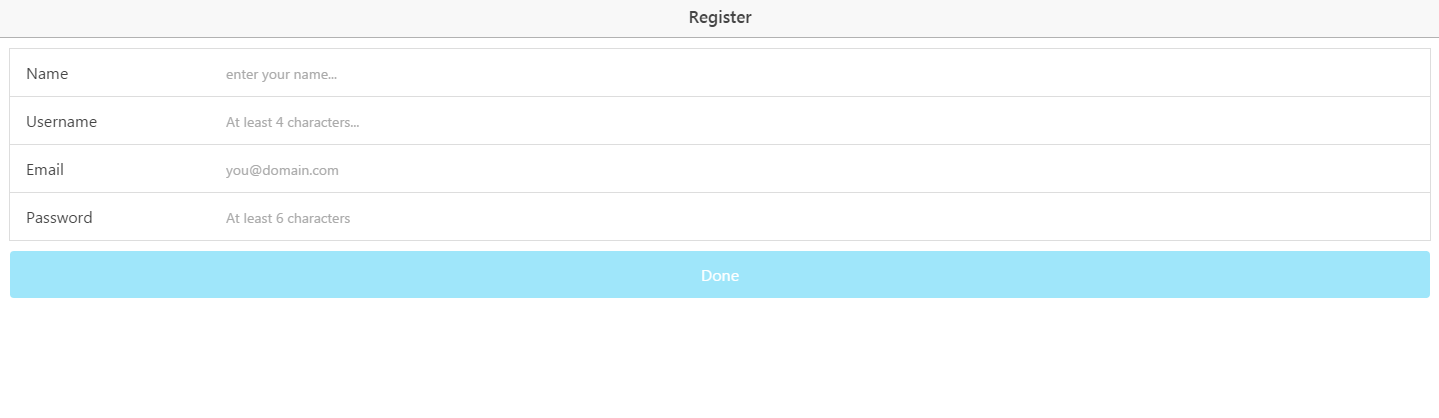 Register
Name enter your name...
Username At least 4 characters...
Email you@domain.com
Password At least 6 characters
Done